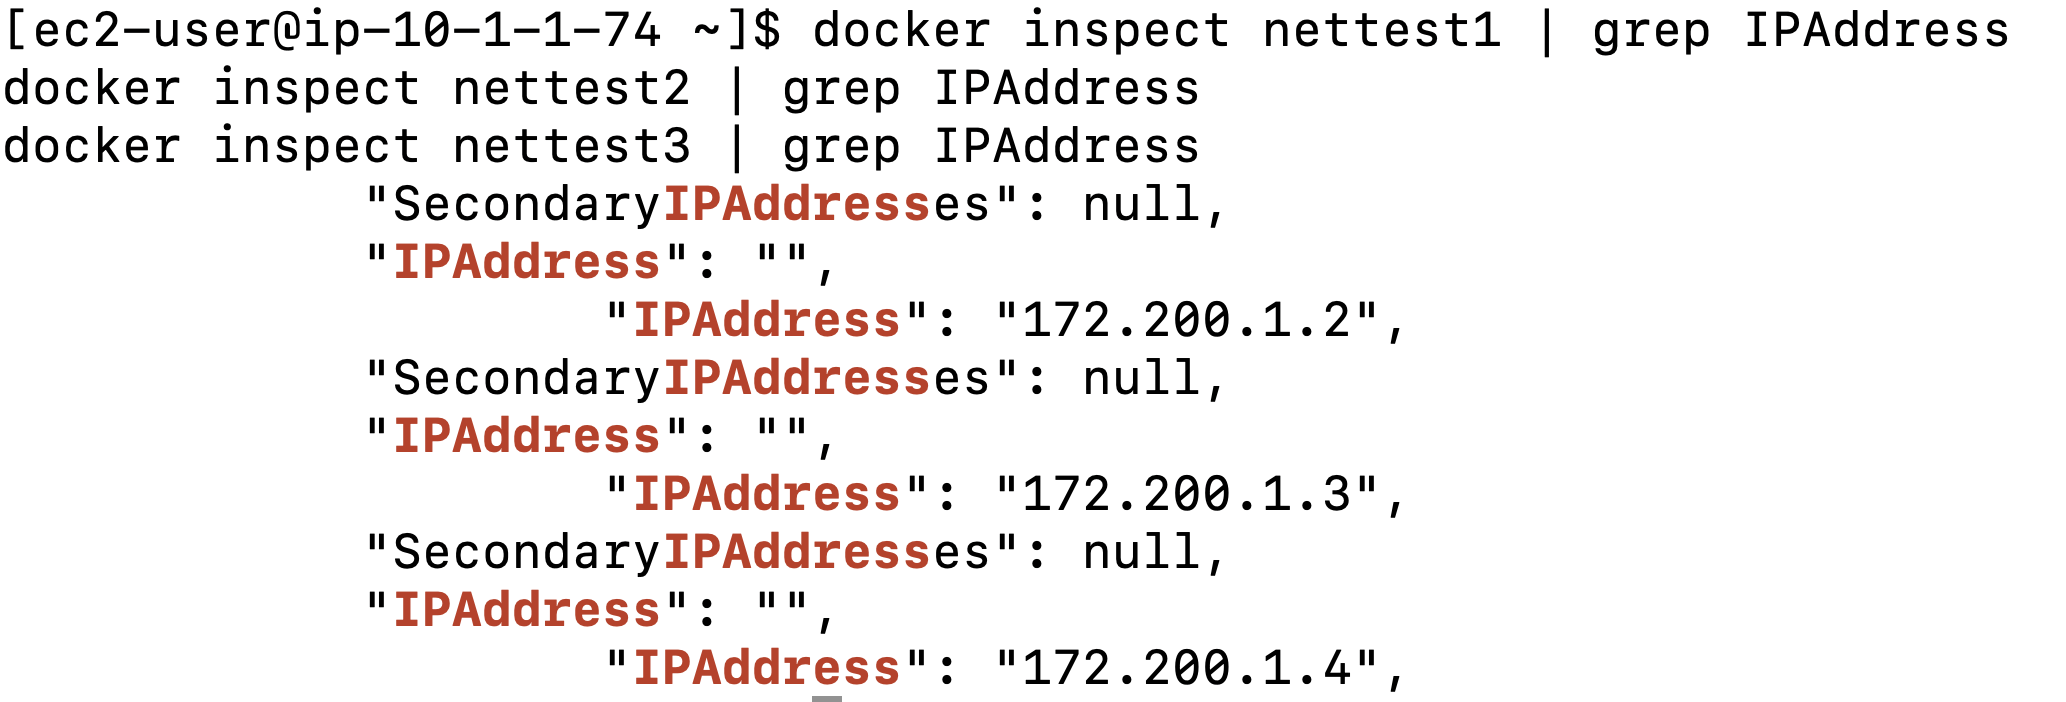 [ec2-user@ip-10-1-1-74 ~]$ docker inspect nettest1 | grep IPAddress
docker inspect nettest2 | grep IPAddress
docker inspect nettest3 | grep IPAddress
"SecondaryIPAddresses": null,
"IPAddress": "",
"IPAddress": "172.200.1.2",
"SecondaryIPAddresses": null,
"IPAddress": "",
"IPAddress": "172.200.1.3",
"SecondaryIPAddresses": null,
"IPAddress": "",
"IPAddress": "172.200.1.4",